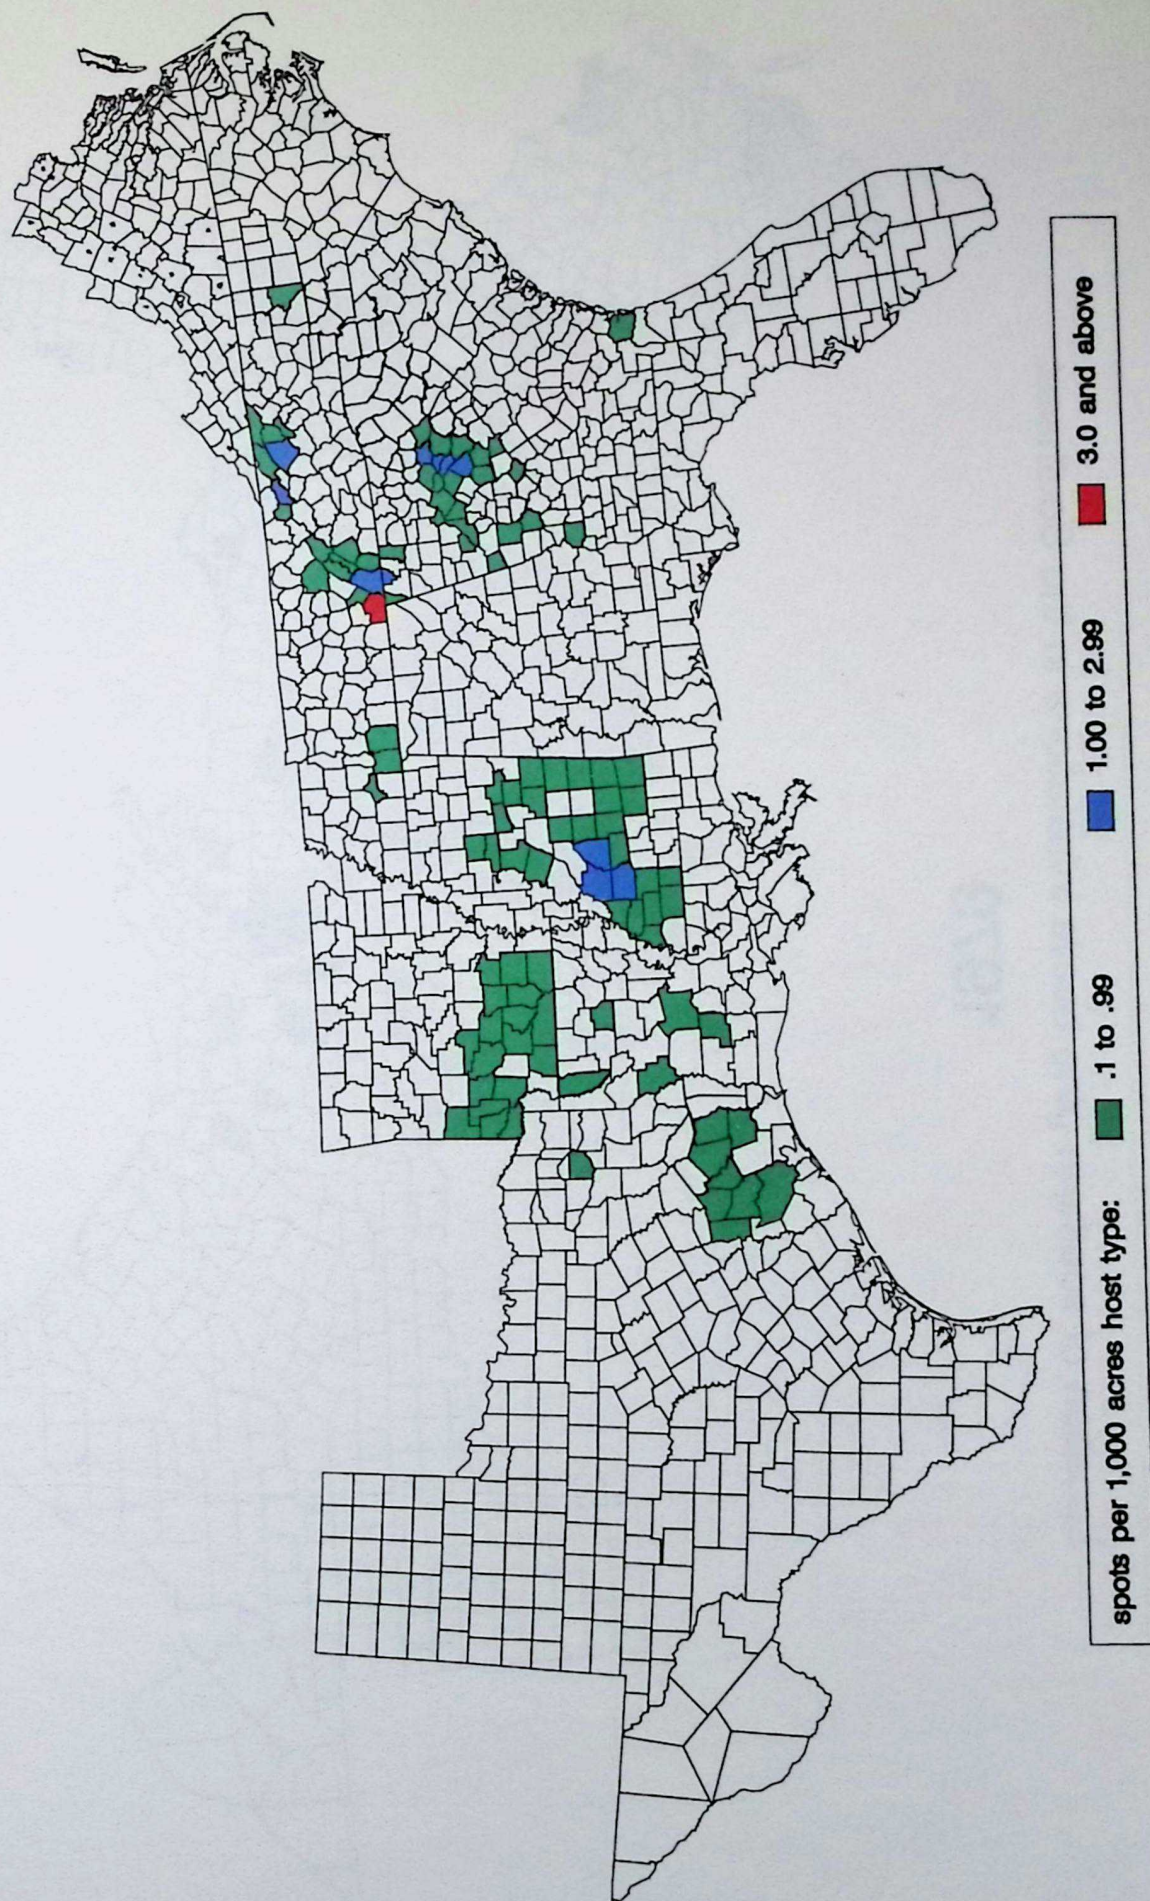 spots per 1,000 acres host type: .1 to .99 1.00 to 2.99 3.0 and above